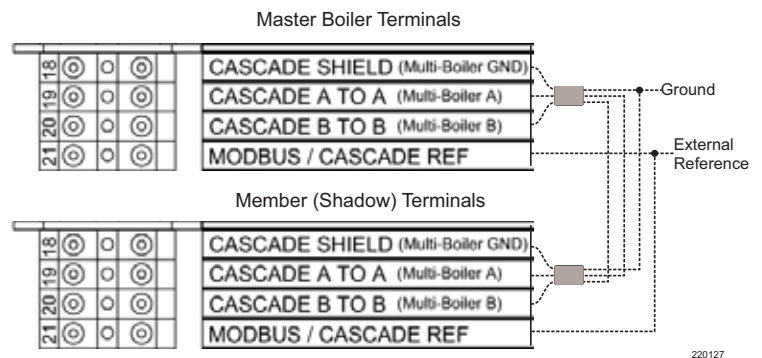 Master Boiler Terminals
18 CASCADE SHIELD (Multi-Boiler GND)
19 CASCADE A TO A (Multi-Boiler A)
20 CASCADE B TO B (Multi-Boiler B)
21 MODBUS / CASCADE REF
Ground
External
Reference
Member (Shadow) Terminals
18 CASCADE SHIELD (Multi-Boiler GND)
19 CASCADE A TO A (Multi-Boiler A)
20 CASCADE B TO B (Multi-Boiler B)
21 MODBUS / CASCADE REF
220127